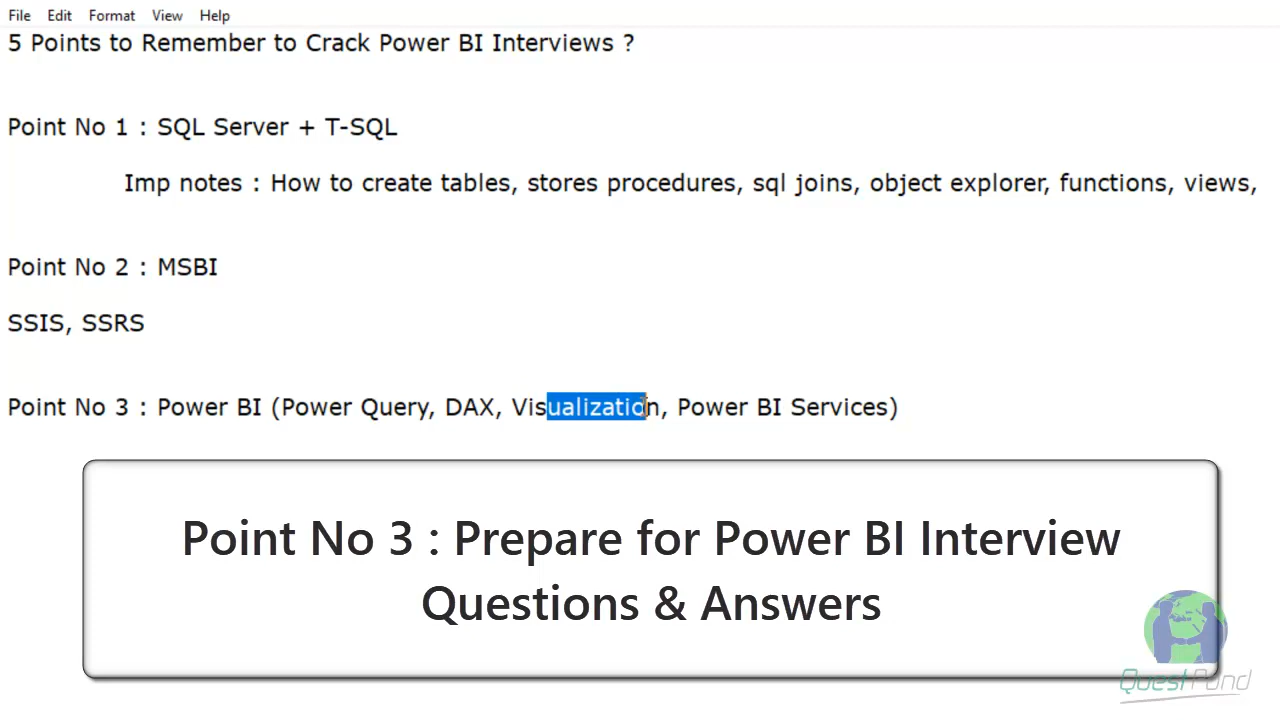 File Edit Format View Help
5 Points to Remember to Crack Power BI Interviews ?
Point No 1 : SQL Server + T-SQL
Imp notes : How to create tables, stores procedures, sql joins, object explorer, functions, views,
Point No 2 : MSBI
SSIS, SSRS
Point No 3 : Power BI (Power Query, DAX, Visualization, Power BI Services)
Point No 3 : Prepare for Power BI Interview
Questions & Answers
QuestPond